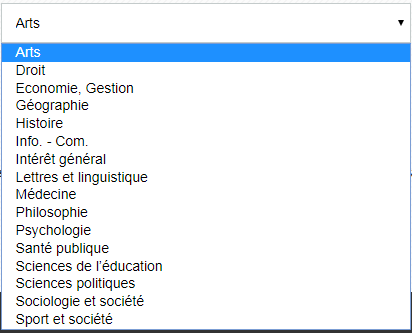 Arts
Arts
Droit
Economie, Gestion
Géographie
Histoire
Info. - Com.
Intérêt général
Lettres et linguistique
Médecine
Philosophie
Psychologie
Santé publique
Sciences de l'éducation
Sciences politiques
Sociologie et société
Sport et société